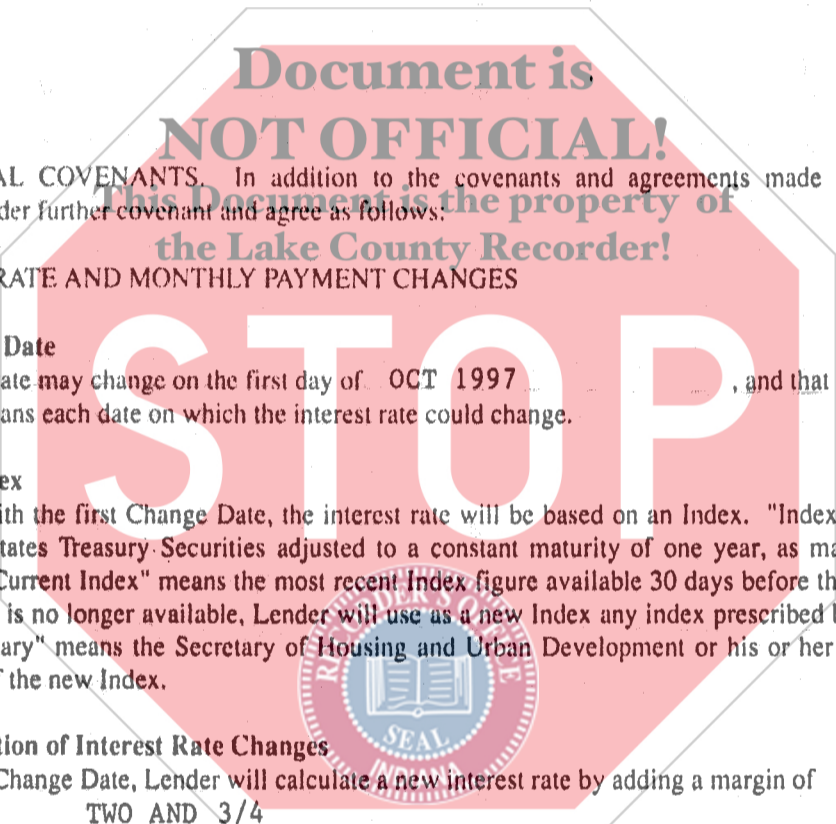 Document is
NOT OFFICIAL!
AL COVENANTS. In addition to the covenants and agreements made
This Document is the property of
der further covenant and agree as follows:
the Lake County Recorder!
RATE AND MONTHLY PAYMENT CHANGES
Date
ate may change on the first day of OCT 1997 , and that
ans each date on which the interest rate could change.
STOP
ex
ith the first Change Date, the interest rate will be based on an Index. "Index
tates Treasury Securities adjusted to a constant maturity of one year, as ma
Current Index" means the most recent Index figure available 30 days before th
is no longer available, Lender will use as a new Index any index prescribed b
ary" means the Secretary of Housing and Urban Development or his or her
f the new Index.
RECORDER'S OFFICE
SEAL
INDIANA
tion of Interest Rate Changes
Change Date, Lender will calculate a new interest rate by adding a margin of
TWO AND 3/4